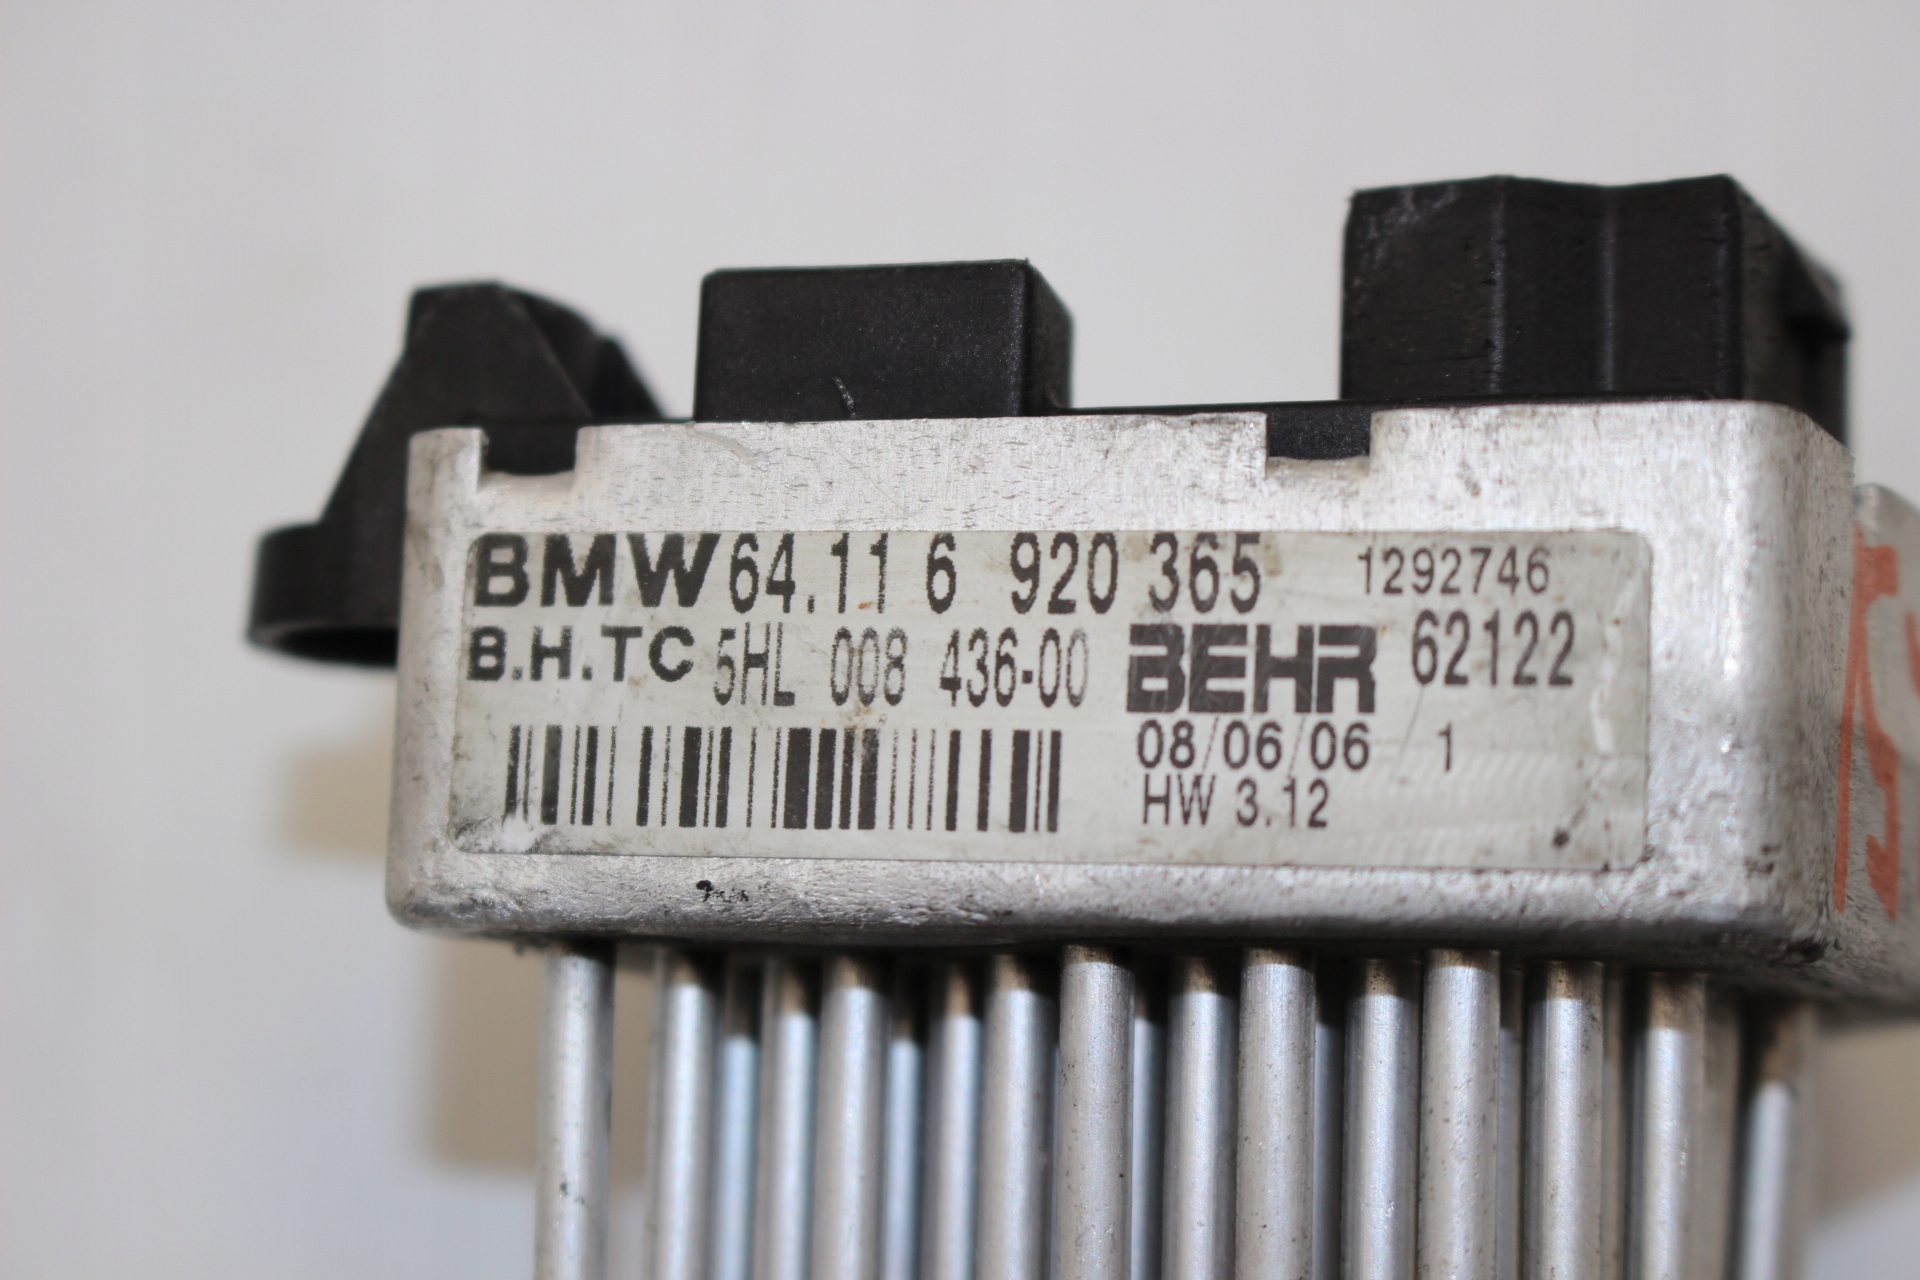 BMW 64.11 6 920 365 1292746
B.H.TC 5HL 008 436-00 BEHR 62122
08/06/06 1
HW 3.12